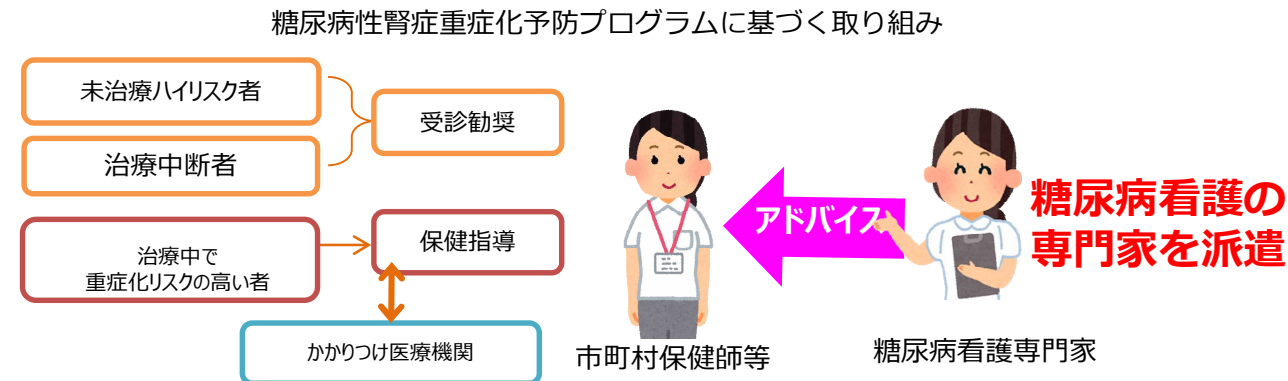 糖尿病性腎症重症化予防プログラムに基づく取り組み
未治療ハイリスク者
治療中断者
受診勧奨
治療中で
重症化リスクの高い者
保健指導
かかりつけ医療機関
市町村保健師等
アドバイス
糖尿病看護専門家
糖尿病看護の
専門家を派遣